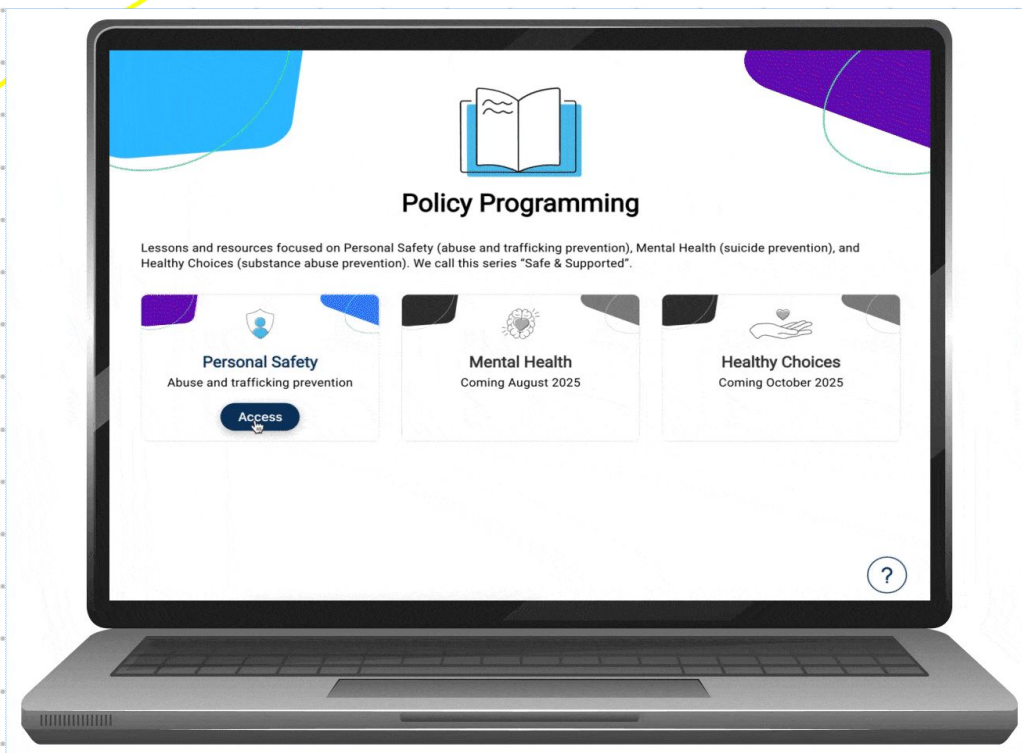 Policy Programming
Lessons and resources focused on Personal Safety (abuse and trafficking prevention), Mental Health (suicide prevention), and
Healthy Choices (substance abuse prevention). We call this series “Safe & Supported”.
Personal Safety
Abuse and trafficking prevention
Access
Mental Health
Coming August 2025
Healthy Choices
Coming October 2025
?